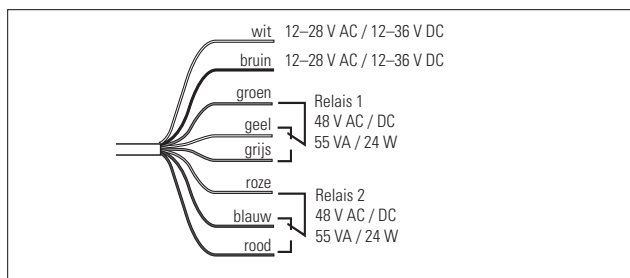 wit 12–28 V AC / 12–36 V DC
bruin 12–28 V AC / 12–36 V DC
groen
geel
grijs
Relais 1
48 V AC / DC
55 VA / 24 W
roze
blauw
rood
Relais 2
48 V AC / DC
55 VA / 24 W